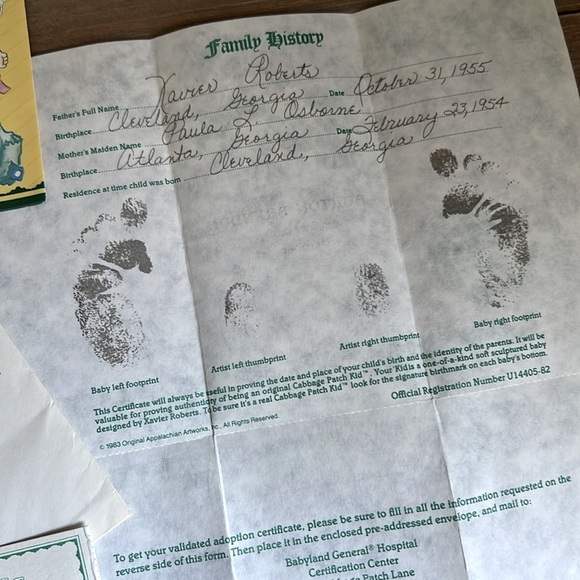 Family History
Father's Full Name Xavier Roberts
Birthplace Cleveland, Georgia Date October 31, 1955
Mother's Maiden Name Paula L. Osborne
Birthplace Atlanta, Georgia Date February 23, 1954
Residence at time child was born Cleveland, Georgia
Baby left footprint
Artist left thumbprint
Artist right thumbprint
Baby right footprint
This Certificate will always be useful in proving the date and place of your child's birth and the identity of the parents. It will be
valuable for proving authenticity of being an original Cabbage Patch Kid™. Your 'Kid is a one-of-a-kind soft sculptured baby
designed by Xavier Roberts. To be sure it's a real Cabbage Patch Kid™ look for the signature birthmark on each baby's bottom.
© 1983 Original Appalachian Artworks, Inc., All Rights Reserved.
Official Registration Number U14405-82
To get your validated adoption certificate, please be sure to fill in all the information requested on the
reverse side of this form. Then place it in the enclosed pre-addressed envelope, and mail to:
Babyland General® Hospital
Certification Center
Patch Lane